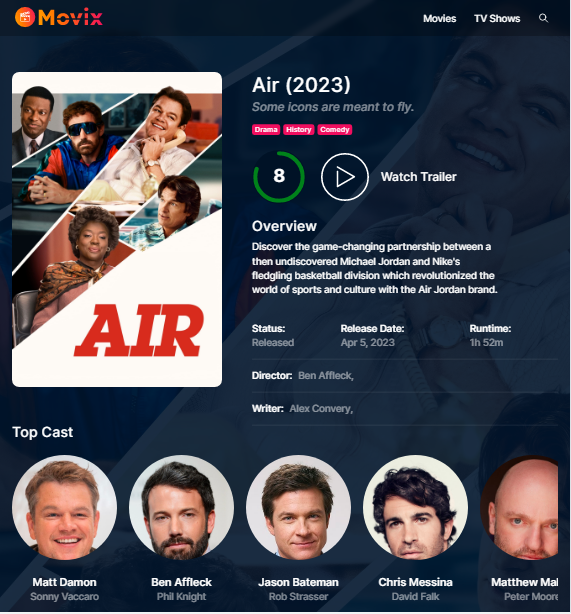 Movix
Movies
TV Shows
AIR
Air (2023)
Some icons are meant to fly.
Drama
History
Comedy
8
Watch Trailer
Overview
Discover the game-changing partnership between a
then undiscovered Michael Jordan and Nike's
fledgling basketball division which revolutionized the
world of sports and culture with the Air Jordan brand.
Status:
Released
Release Date:
Apr 5, 2023
Runtime:
1h 52m
Director: Ben Affleck,
Writer: Alex Convery,
Top Cast
Matt Damon
Sonny Vaccaro
Ben Affleck
Phil Knight
Jason Bateman
Rob Strasser
Chris Messina
David Falk
Matthew Mal
Peter Moore